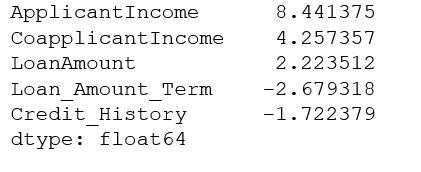 ApplicantIncome 8.441375
CoapplicantIncome 4.257357
LoanAmount 2.223512
Loan_Amount_Term -2.679318
Credit_History -1.722379
dtype: float64